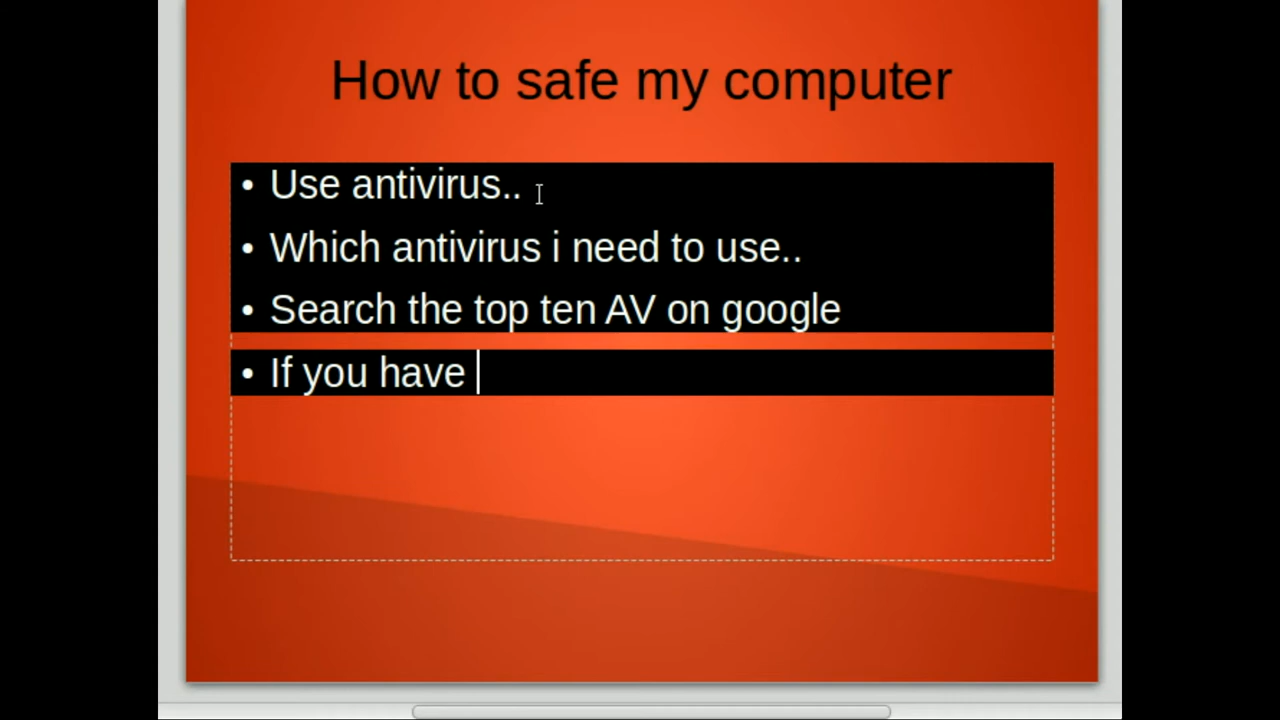 How to safe my computer
• Use antivirus..
• Which antivirus i need to use..
• Search the top ten AV on google
• If you have